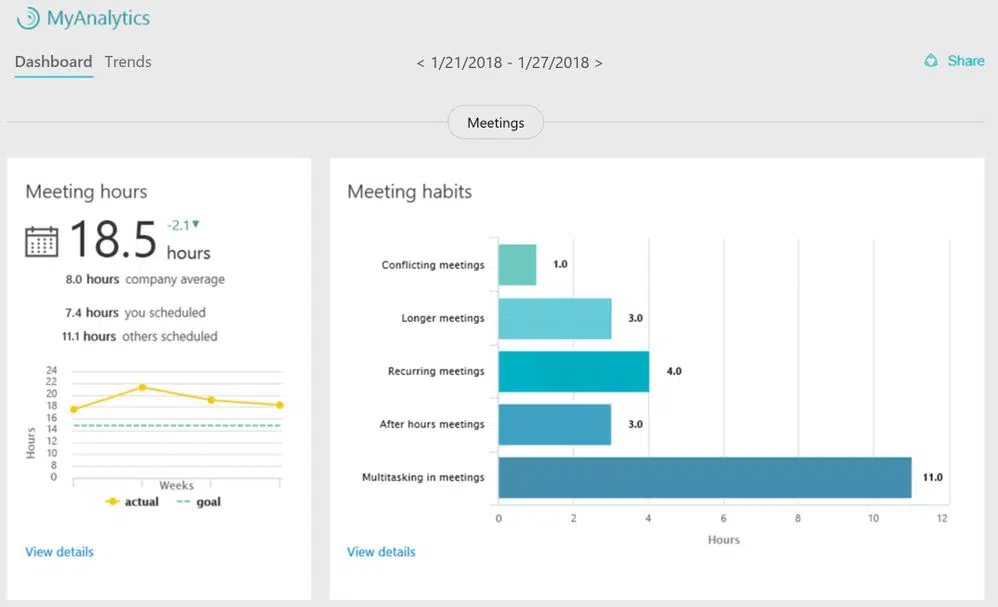 MyAnalytics
Dashboard Trends
< 1/21/2018 - 1/27/2018 >
Share
Meetings
Meeting hours
18.5 hours
-2.1▼
8.0 hours company average
7.4 hours you scheduled
11.1 hours others scheduled
24
22
20
18
16
14
12
10
8
0
Hours
Weeks
actual goal
View details
Meeting habits
Conflicting meetings 1.0
Longer meetings 3.0
Recurring meetings 4.0
After hours meetings 3.0
Multitasking in meetings 11.0
0 2 4 6 8 10 12
Hours
View details